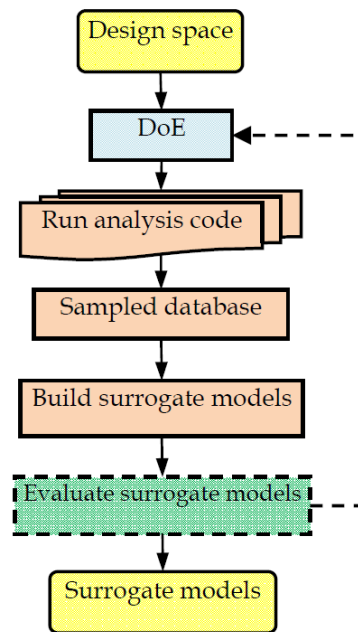 Design space
DoE
Run analysis code
Sampled database
Build surrogate models
Evaluate surrogate models
Surrogate models